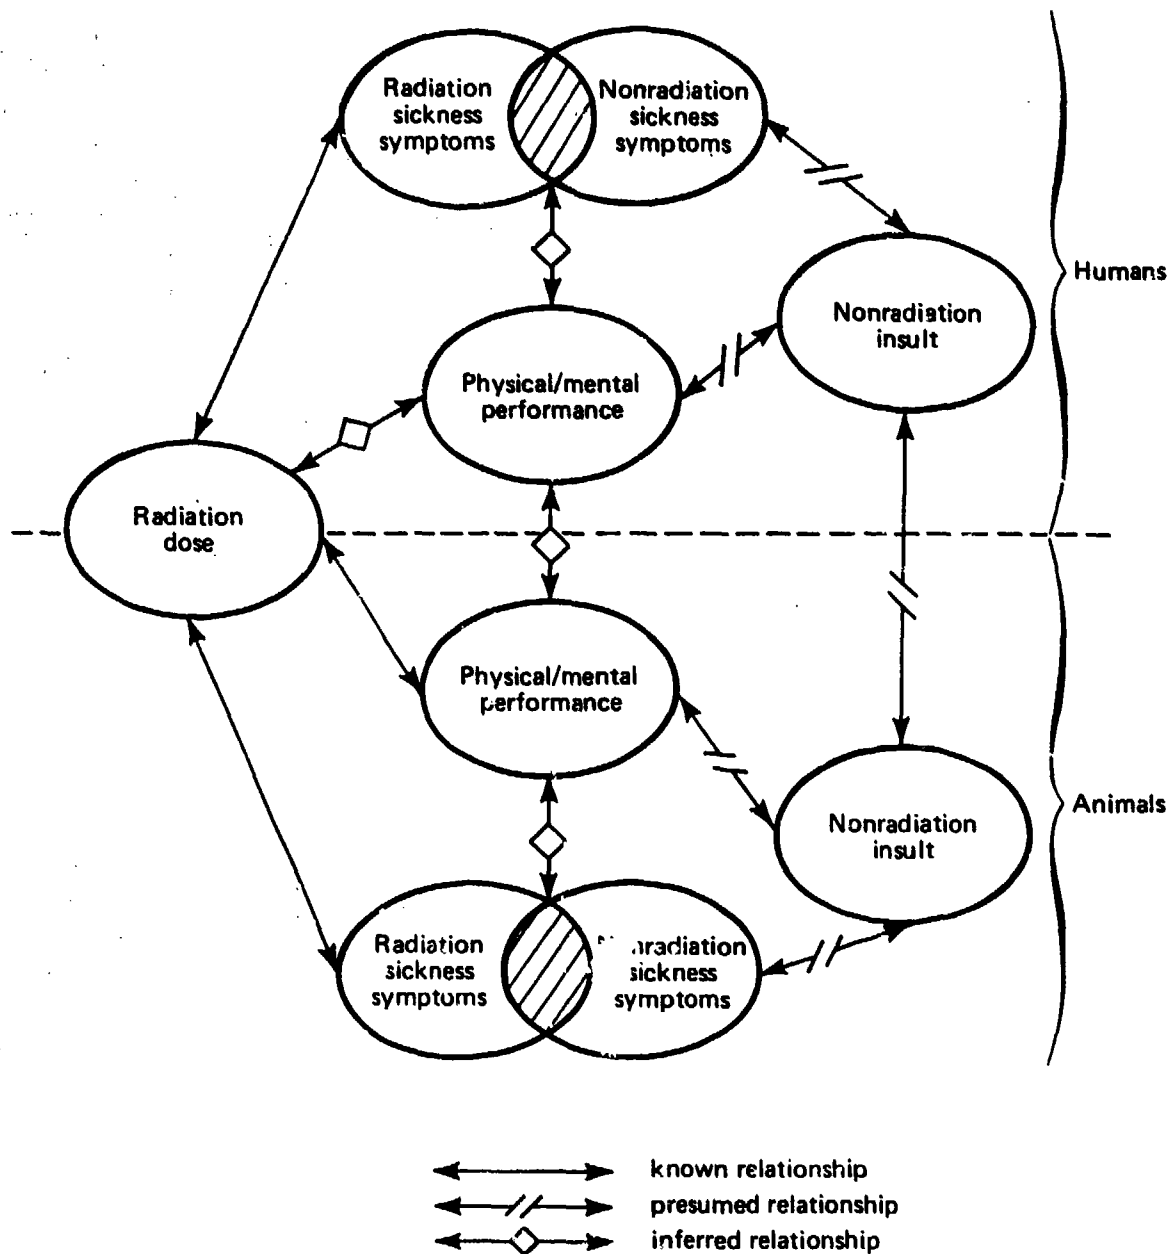 Radiation
sickness
symptoms
Nonradiation
sickness
symptoms
Humans
Nonradiation
insult
Physical/mental
performance
Radiation
dose
Physical/mental
performance
Animals
Nonradiation
insult
Radiation
sickness
symptoms
sickness
symptoms
known relationship
presumed relationship
inferred relationship